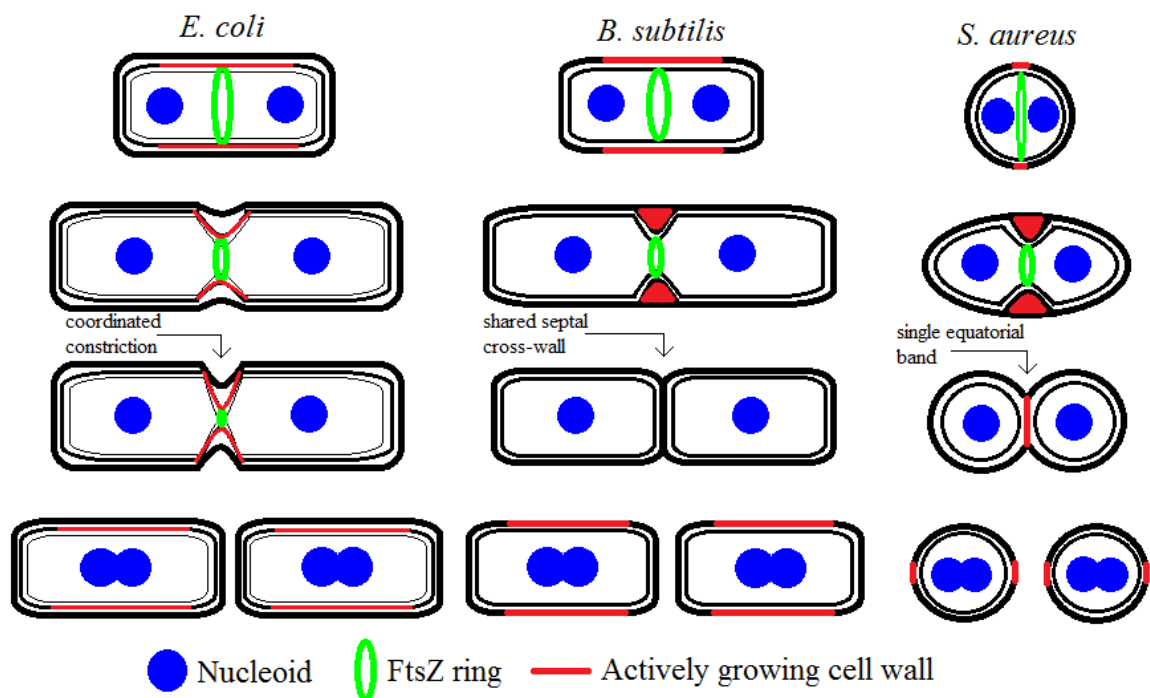 E. coli
B. subtilis
S. aureus
coordinated
constriction
shared septal
cross-wall
single equatorial
band
Nucleoid
FtsZ ring
Actively growing cell wall